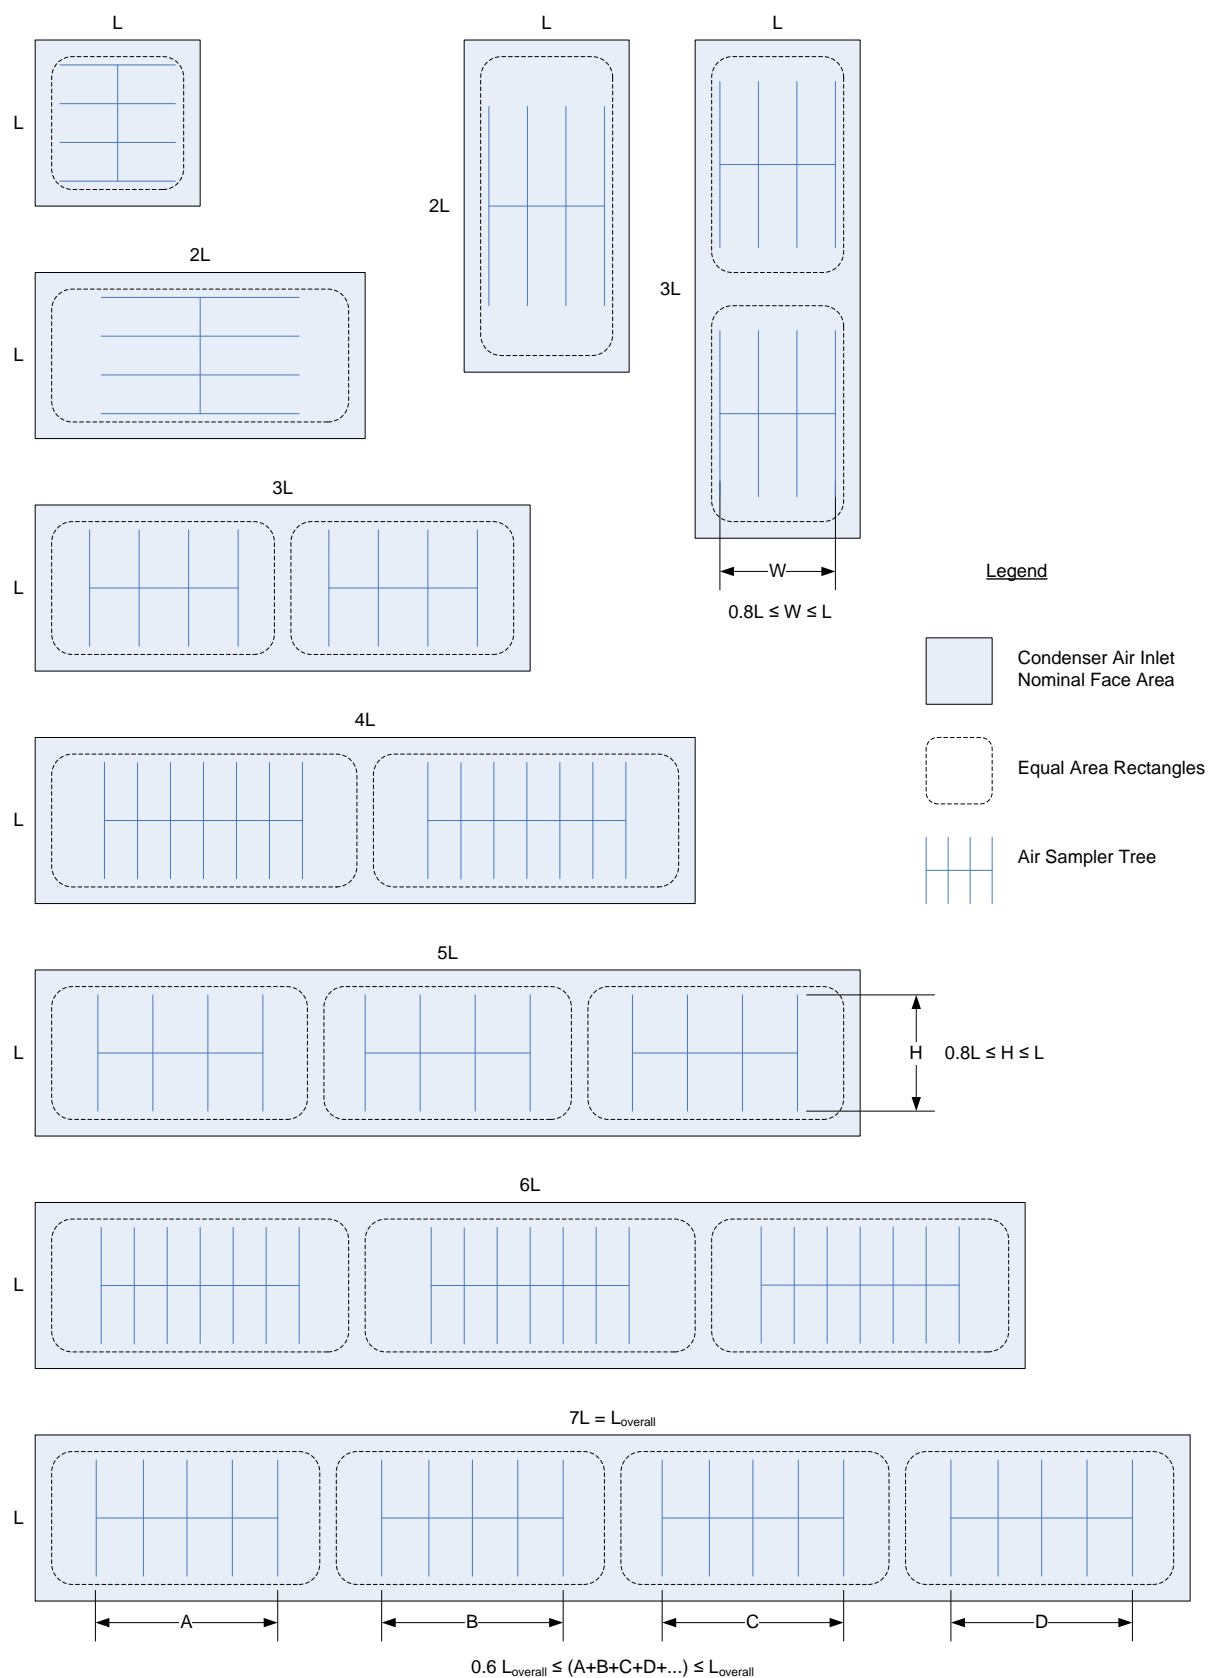 L
L
L
L
2L
2L
L
3L
3L
L
W
0.8L ≤ W ≤ L
Legend
Condenser Air Inlet
Nominal Face Area
Equal Area Rectangles
Air Sampler Tree
4L
L
5L
L
H
0.8L ≤ H ≤ L
6L
L
7L = Loverall
L
A
B
C
D
0.6 Loverall ≤ (A+B+C+D+...) ≤ Loverall